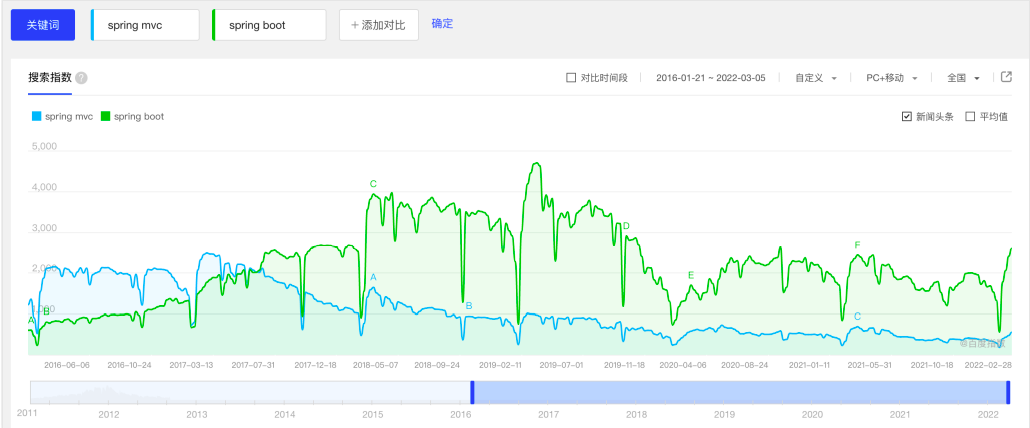 关键词 spring mvc spring boot + 添加对比 确定
搜索指数 ? 对比时间段 2016-01-21 ~ 2022-03-05 自定义 PC+移动 全国
spring mvc spring boot 新闻头条 平均值
5,000
4,000
C
3,000
D
2,000
A
E
F
B
,000
A
B
C
@百度指数
2016-06-06 2016-10-24 2017-03-13 2017-07-31 2017-12-18 2018-05-07 2018-09-24 2019-02-11 2019-07-01 2019-11-18 2020-04-06 2020-08-24 2021-01-11 2021-05-31 2021-10-18 2022-02-28
2011 2012 2013 2014 2015 2016 2017 2018 2019 2020 2021 2022